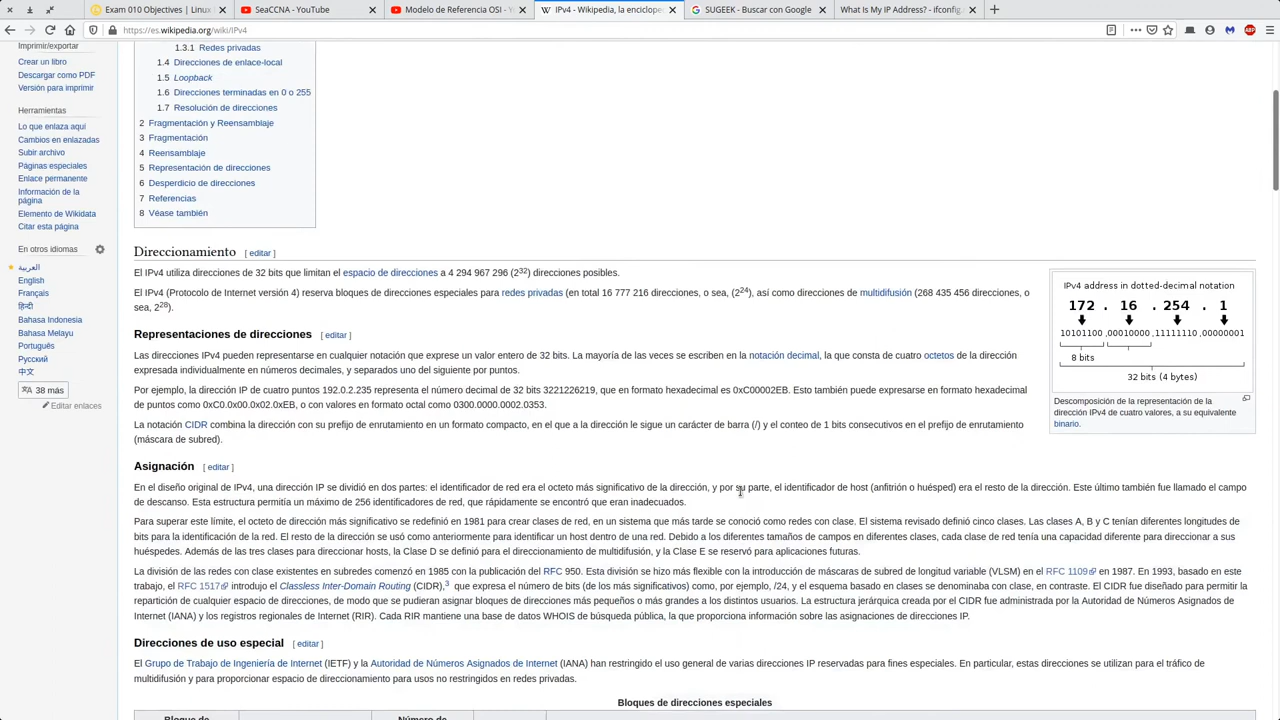 Exam 010 Objectives | Linux
SeaCCNA - YouTube
Modelo de Referencia OSI - Y
IPv4 - Wikipedia, la encicloped
SUGEEK - Buscar con Google
What Is My IP Address? - ifconfig.
https://es.wikipedia.org/wiki/IPv4
Imprimir/exportar
Crear un libro
Descargar como PDF
Versión para imprimir
Herramientas
Lo que enlaza aquí
Cambios en enlazadas
Subir archivo
Páginas especiales
Enlace permanente
Información de la
página
Elemento de Wikidata
Citar esta página
En otros idiomas
العربية
English
Français
हिन्दी
Bahasa Indonesia
Bahasa Melayu
Português
Русский
中文
38 más
Editar enlaces
1.3.1 Redes privadas
1.4 Direcciones de enlace-local
1.5 Loopback
1.6 Direcciones terminadas en 0 o 255
1.7 Resolución de direcciones
2 Fragmentación y Reensamblaje
3 Fragmentación
4 Reensamblaje
5 Representación de direcciones
6 Desperdicio de direcciones
7 Referencias
8 Véase también
Direccionamiento [ editar ]
El IPv4 utiliza direcciones de 32 bits que limitan el espacio de direcciones a 4 294 967 296 (2³²) direcciones posibles.
El IPv4 (Protocolo de Internet versión 4) reserva bloques de direcciones especiales para redes privadas (en total 16 777 216 direcciones, o sea, (2²⁴), así como direcciones de multidifusión (268 435 456 direcciones, o
sea, 2²⁸).
Representaciones de direcciones [ editar ]
Las direcciones IPv4 pueden representarse en cualquier notación que exprese un valor entero de 32 bits. La mayoría de las veces se escriben en la notación decimal, la que consta de cuatro octetos de la dirección
expresada individualmente en números decimales, y separados uno del siguiente por puntos.
Por ejemplo, la dirección IP de cuatro puntos 192.0.2.235 representa el número decimal de 32 bits 3221226219, que en formato hexadecimal es 0xC00002EB. Esto también puede expresarse en formato hexadecimal
de puntos como 0xC0.0x00.0x02.0xEB, o con valores en formato octal como 0300.0000.0002.0353.
La notación CIDR combina la dirección con su prefijo de enrutamiento en un formato compacto, en el que a la dirección le sigue un carácter de barra (/) y el conteo de 1 bits consecutivos en el prefijo de enrutamiento
(máscara de subred).
IPv4 address in dotted-decimal notation
172 . 16 . 254 . 1
10101100 .00010000 .11111110 .00000001
8 bits
32 bits (4 bytes)
Descomposición de la representación de la
dirección IPv4 de cuatro valores, a su equivalente
binario.
Asignación [ editar ]
En el diseño original de IPv4, una dirección IP se dividió en dos partes: el identificador de red era el octeto más significativo de la dirección, y por su parte, el identificador de host (anfitrión o huésped) era el resto de la dirección. Este último también fue llamado el campo
de descanso. Esta estructura permitía un máximo de 256 identificadores de red, que rápidamente se encontró que eran inadecuados.
Para superar este límite, el octeto de dirección más significativo se redefinió en 1981 para crear clases de red, en un sistema que más tarde se conoció como redes con clase. El sistema revisado definió cinco clases. Las clases A, B y C tenían diferentes longitudes de
bits para la identificación de la red. El resto de la dirección se usó como anteriormente para identificar un host dentro de una red. Debido a los diferentes tamaños de campos en diferentes clases, cada clase de red tenía una capacidad diferente para direccionar a sus
huéspedes. Además de las tres clases para direccionar hosts, la Clase D se definió para el direccionamiento de multidifusión, y la Clase E se reservó para aplicaciones futuras.
La división de las redes con clase existentes en subredes comenzó en 1985 con la publicación del RFC 950. Esta división se hizo más flexible con la introducción de máscaras de subred de longitud variable (VLSM) en el RFC 1109 en 1987. En 1993, basado en este
trabajo, el RFC 1517 introdujo el Classless Inter-Domain Routing (CIDR),³ que expresa el número de bits (de los más significativos) como, por ejemplo, /24, y el esquema basado en clases se denominaba con clase, en contraste. El CIDR fue diseñado para permitir la
repartición de cualquier espacio de direcciones, de modo que se pudieran asignar bloques de direcciones más pequeños o más grandes a los distintos usuarios. La estructura jerárquica creada por el CIDR fue administrada por la Autoridad de Números Asignados de
Internet (IANA) y los registros regionales de Internet (RIR). Cada RIR mantiene una base de datos WHOIS de búsqueda pública, la que proporciona información sobre las asignaciones de direcciones IP.
Direcciones de uso especial [ editar ]
El Grupo de Trabajo de Ingeniería de Internet (IETF) y la Autoridad de Números Asignados de Internet (IANA) han restringido el uso general de varias direcciones IP reservadas para fines especiales. En particular, estas direcciones se utilizan para el tráfico de
multidifusión y para proporcionar espacio de direccionamiento para usos no restringidos en redes privadas.
Bloques de direcciones especiales
Bloque de
Número de